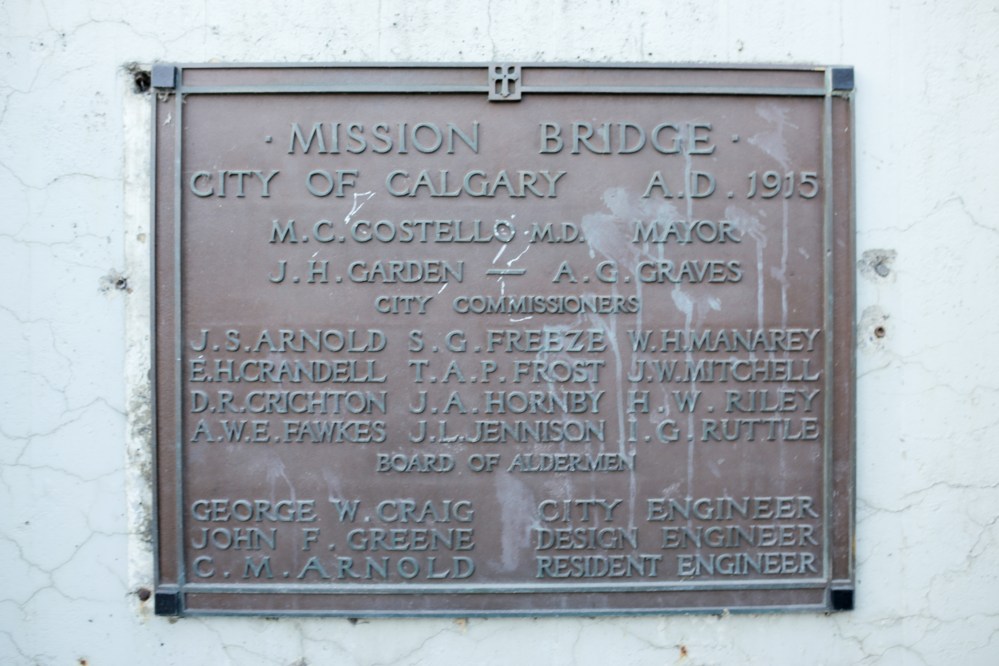 · MISSION BRIDGE ·
CITY OF CALGARY A.D. 1915
M.C. COSTELLO M.D. MAYOR
J.H. GARDEN — A.G. GRAVES
CITY COMMISSIONERS
J.S. ARNOLD S.G. FREEZE W.H. MANAREY
E.H. CRANDELL T.A.P. FROST J.W. MITCHELL
D.R. CRICHTON J.A. HORNBY H.W. RILEY
A.W.E. FAWKES J.L. JENNISON I.G. RUTTLE
BOARD OF ALDERMEN
GEORGE W. CRAIG CITY ENGINEER
JOHN F. GREENE DESIGN ENGINEER
C.M. ARNOLD RESIDENT ENGINEER